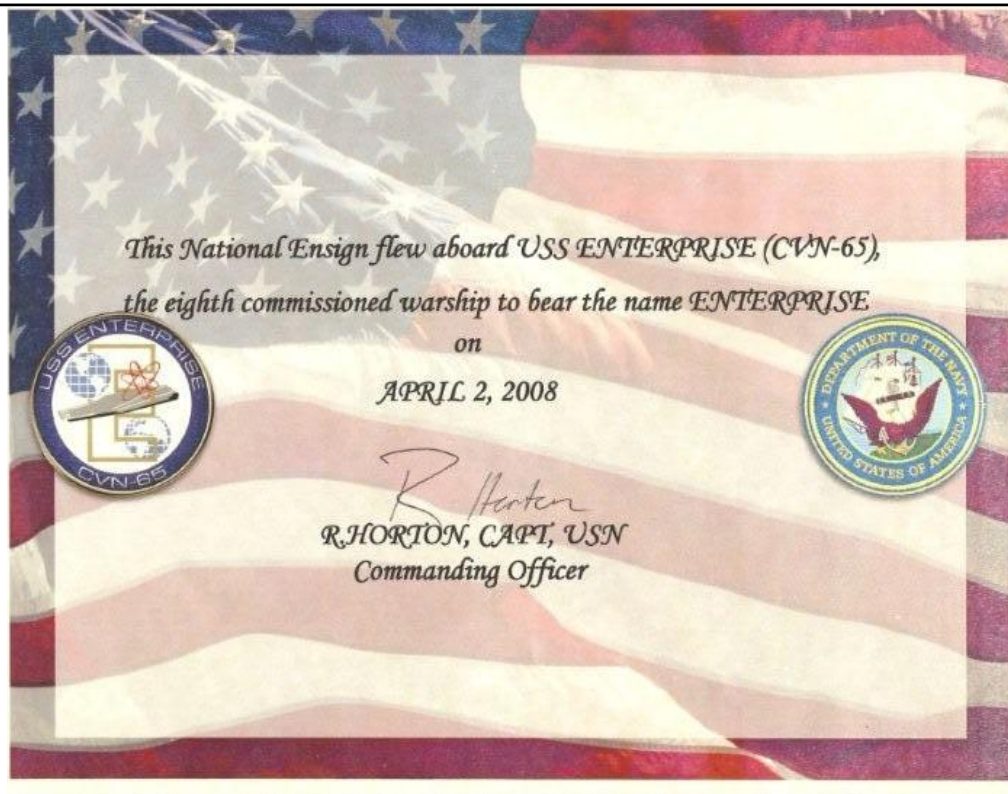 This National Ensign flew aboard USS ENTERPRISE (CVN-65),
the eighth commissioned warship to bear the name ENTERPRISE
on
APRIL 2, 2008
USS ENTERPRISE
CVN-65
DEPARTMENT OF THE NAVY
UNITED STATES OF AMERICA
R Horton
R.HORTON, CAPT, USN
Commanding Officer